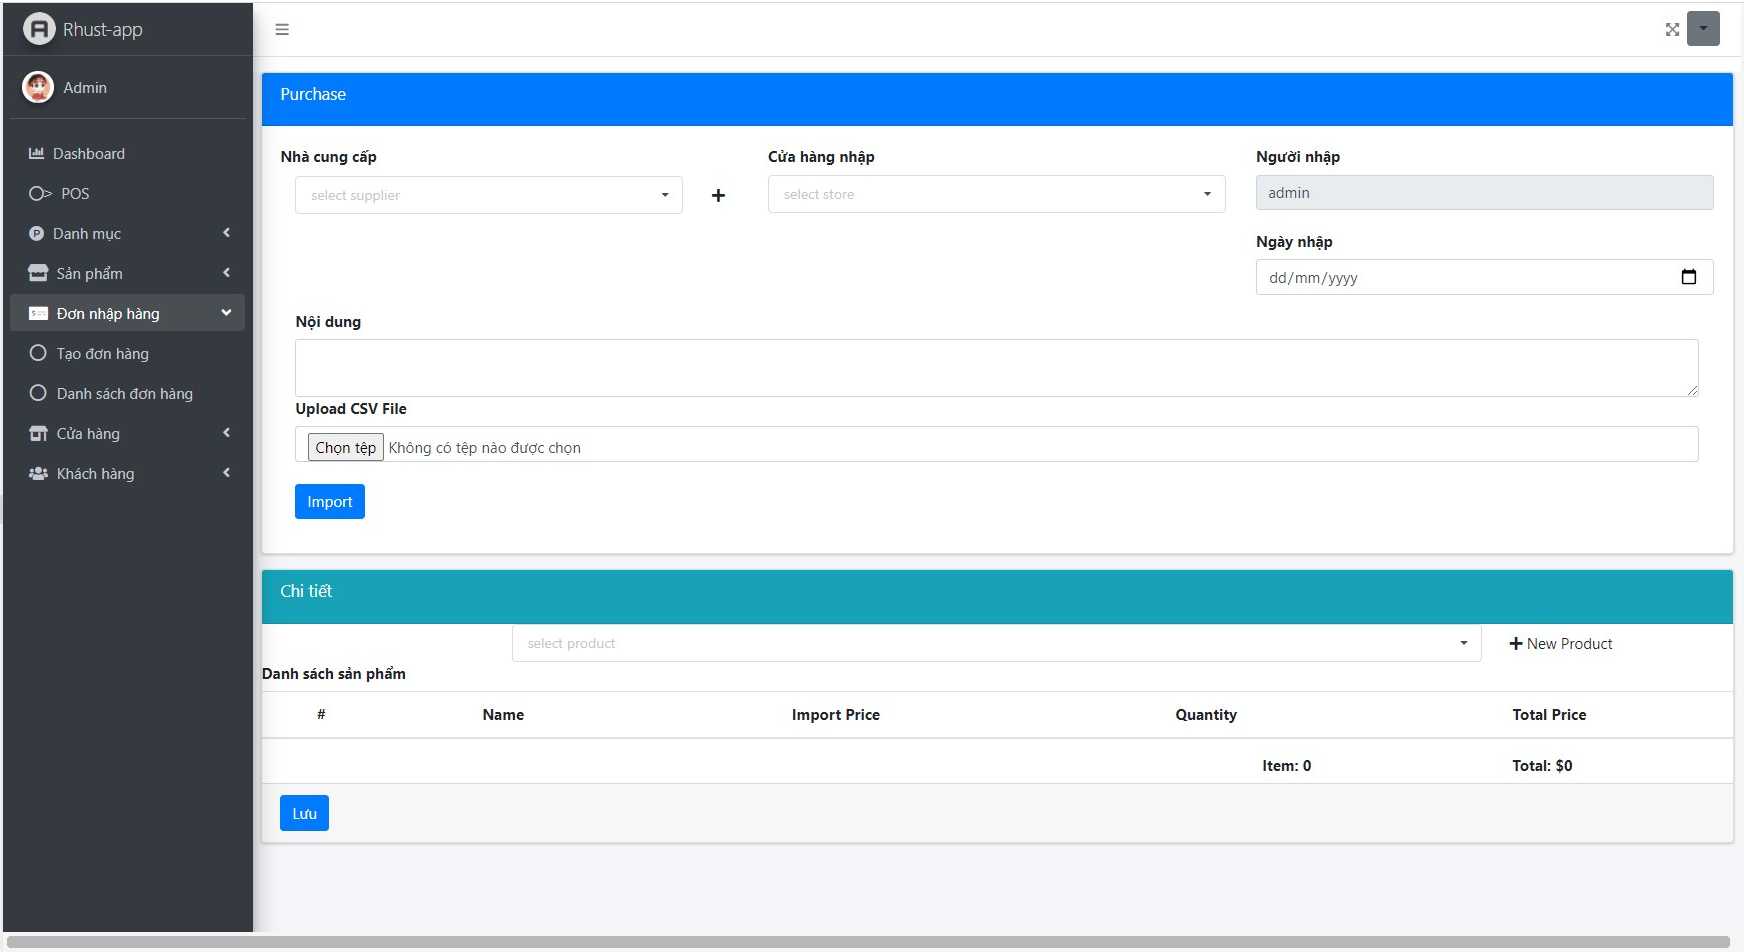 Rhust-app
Admin
Dashboard
POS
Danh mục
Sản phẩm
Đơn nhập hàng
Tạo đơn hàng
Danh sách đơn hàng
Cửa hàng
Khách hàng
Purchase
Nhà cung cấp
select supplier
Cửa hàng nhập
select store
Người nhập
admin
Ngày nhập
dd/mm/yyyy
Nội dung
Upload CSV File
Chọn tệp Không có tệp nào được chọn
Import
Chi tiết
select product
New Product
Danh sách sản phẩm
# Name Import Price Quantity Total Price
Item: 0 Total: $0
Lưu